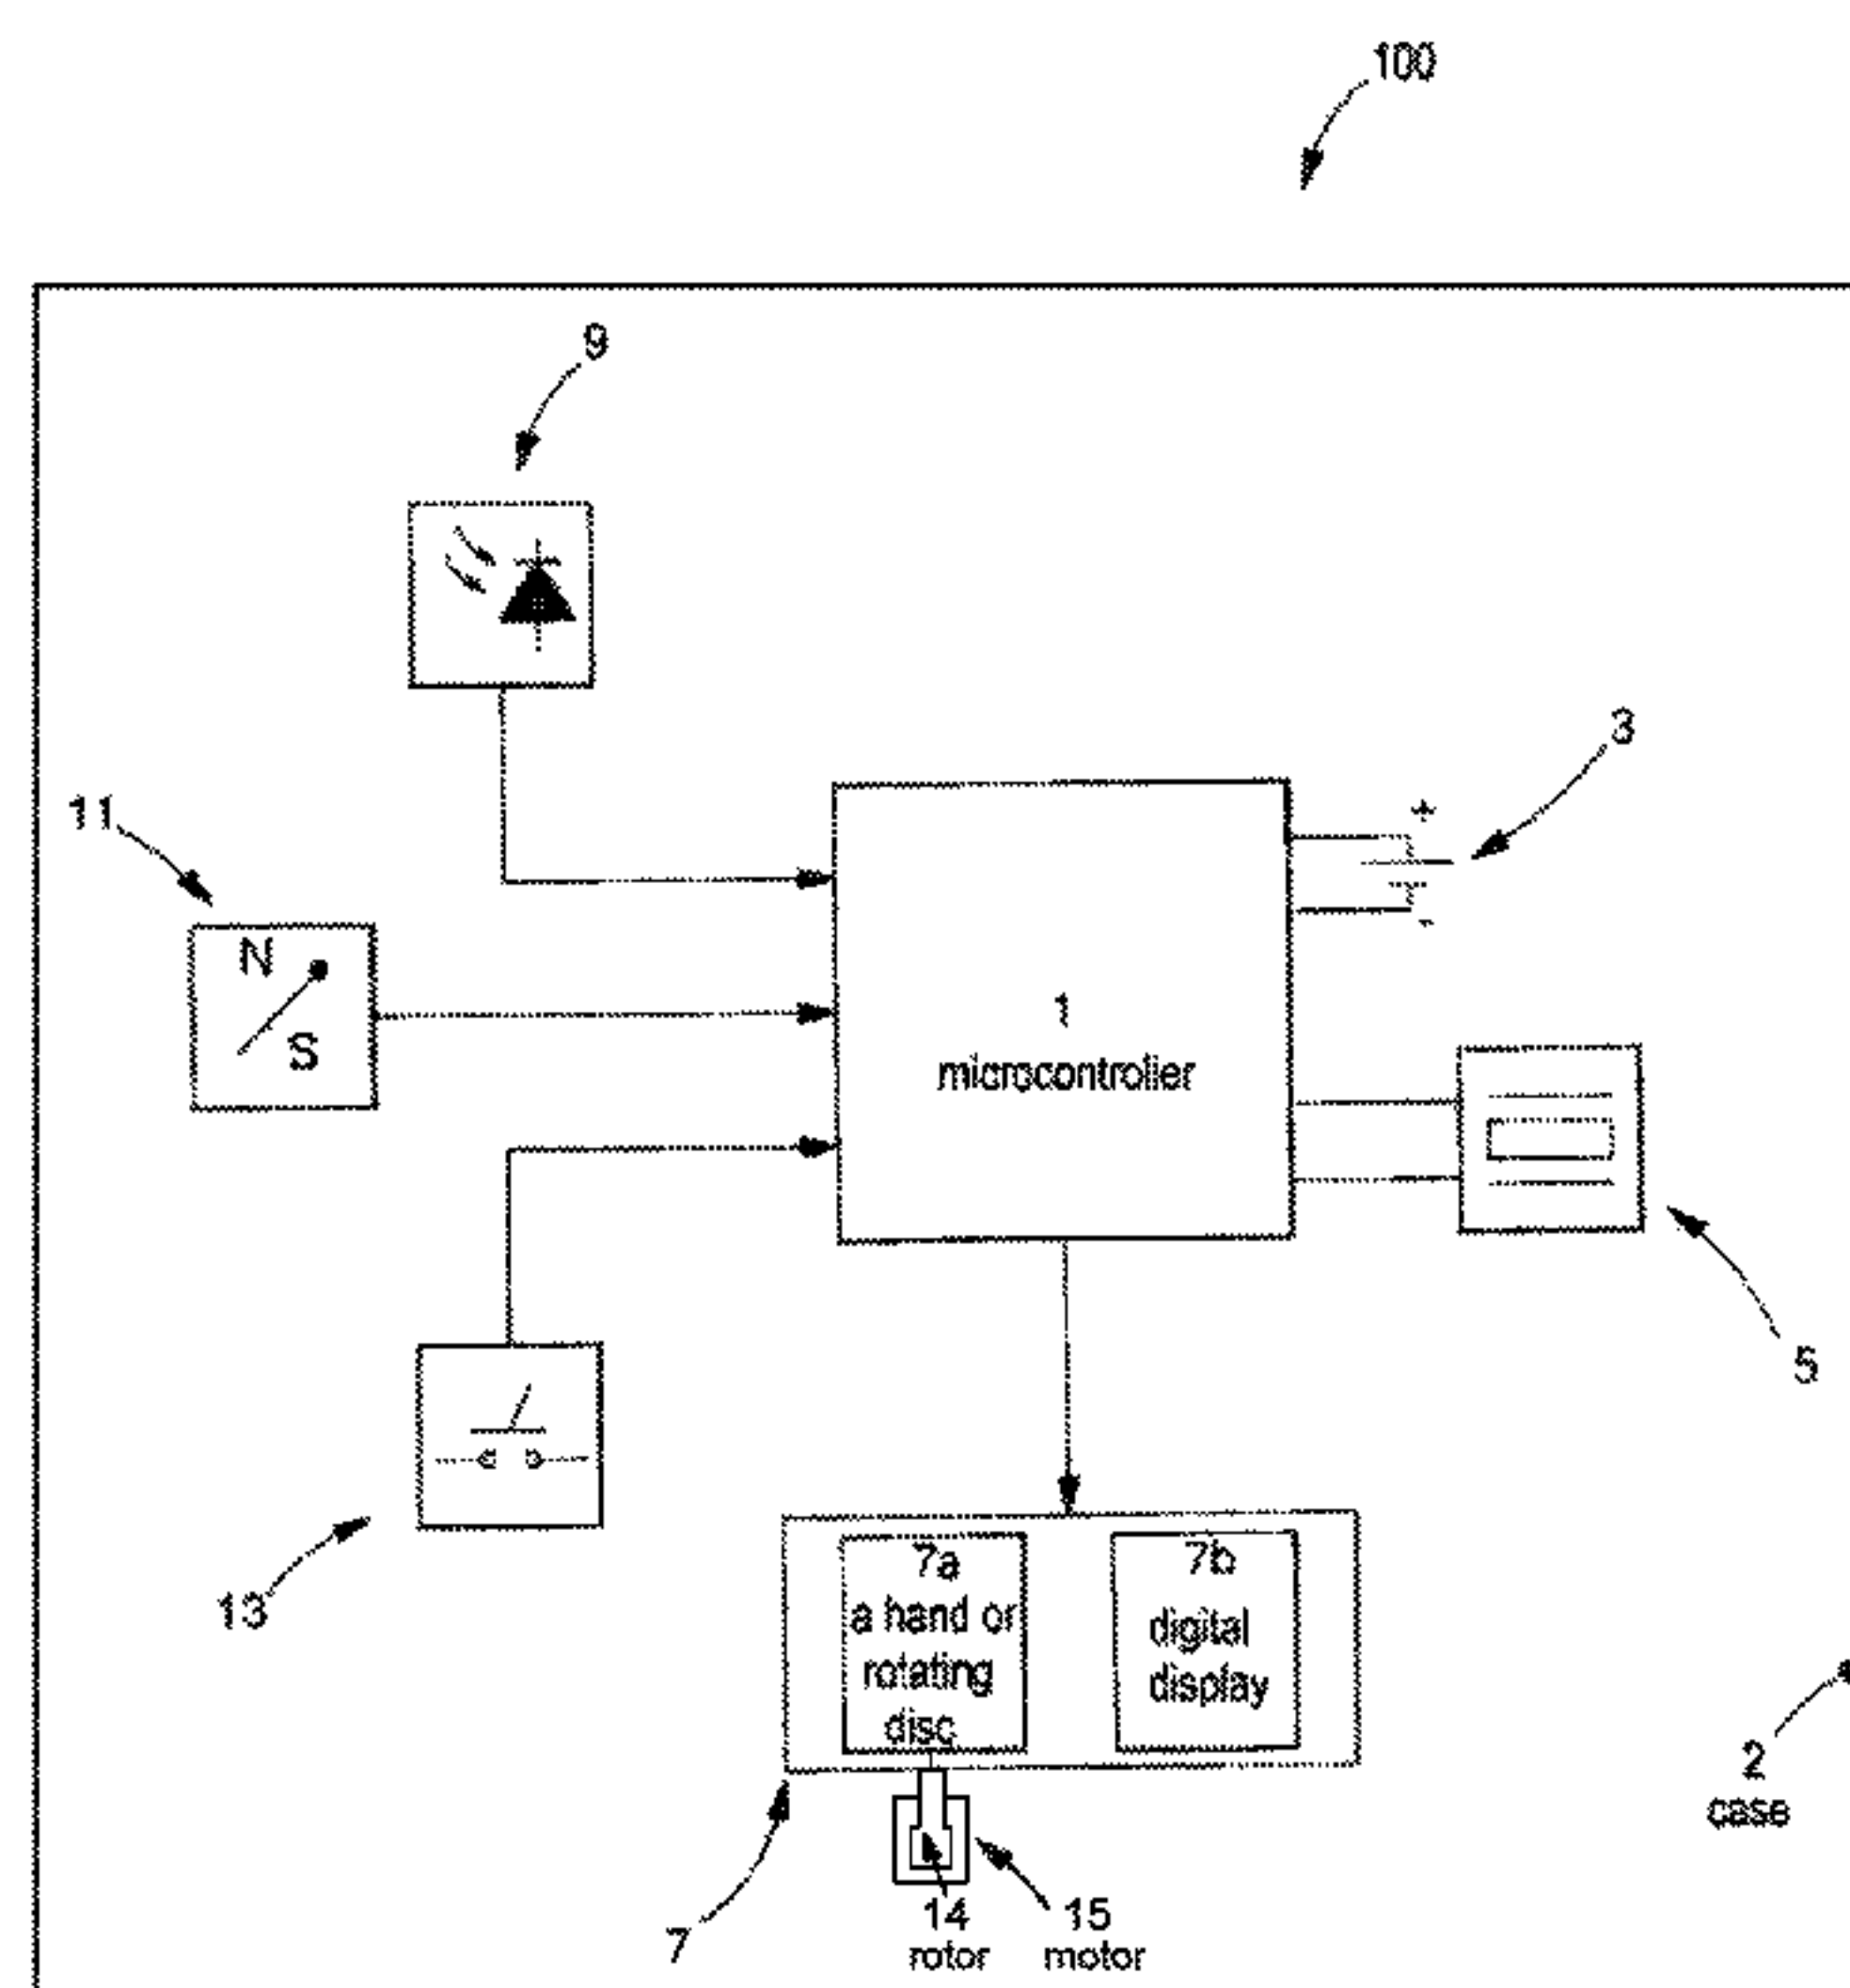 100
9
3
11
N
S
+
-
1
microcontroller
5
13
7a
a hand or
rotating
disc
7b
digital
display
2
case
7
14
rotor
15
motor